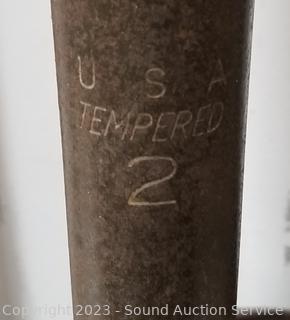 U S A
TEMPERED
2
Copyright 2023 - Sound Auction Service